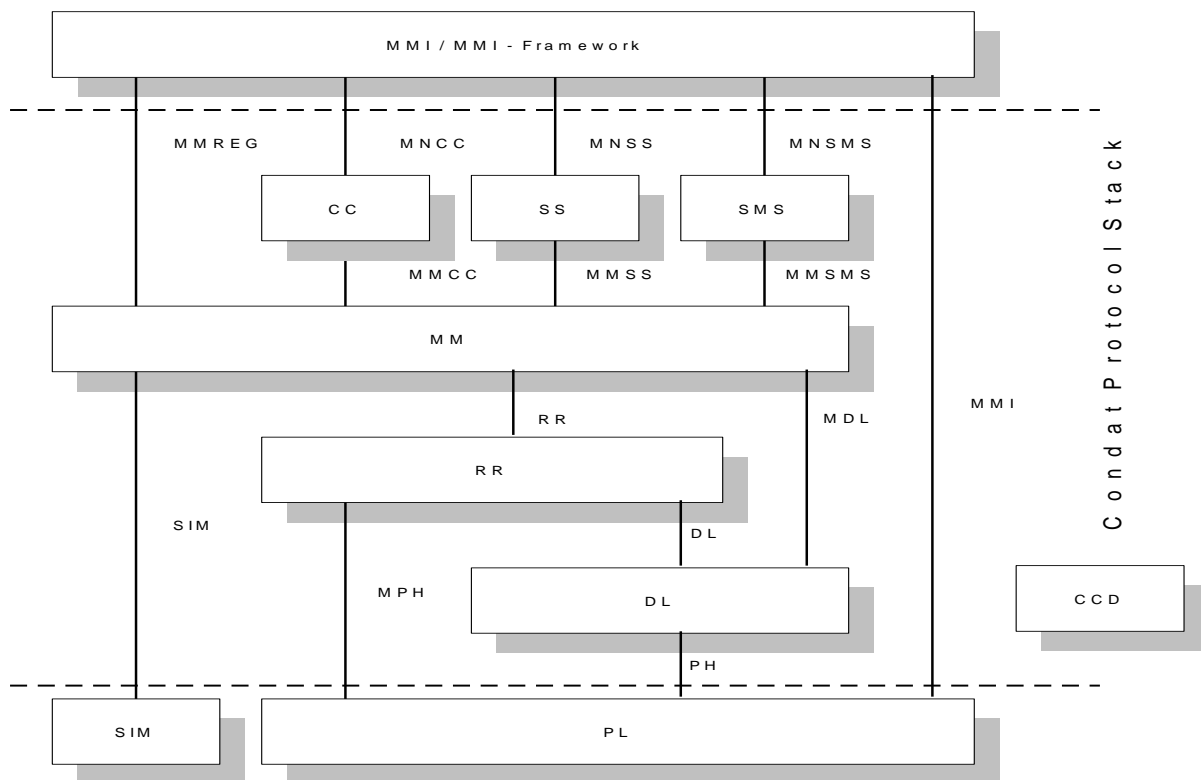 MMI / MMI - Framework
MMREG
MNCC
MNSS
MNSMS
CC
SS
SMS
MMCC
MMSS
MMSMS
MM
Condat Protocol Stack
RR
MDL
MMI
RR
SIM
DL
MPH
DL
CCD
PH
SIM
PL